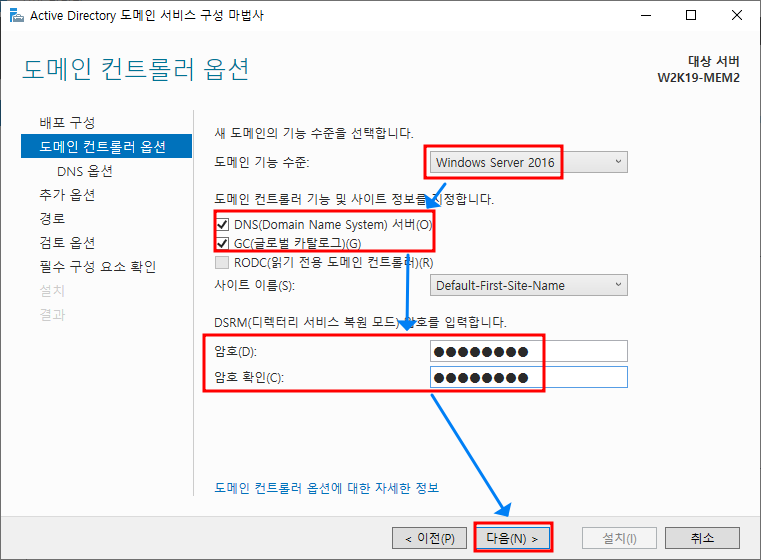 Active Directory 도메인 서비스 구성 마법사
도메인 컨트롤러 옵션
대상 서버
W2K19-MEM2
배포 구성
도메인 컨트롤러 옵션
DNS 옵션
추가 옵션
경로
검토 옵션
필수 구성 요소 확인
설치
결과
새 도메인의 기능 수준을 선택합니다.
도메인 기능 수준: Windows Server 2016
도메인 컨트롤러 기능 및 사이트 정보를 지정합니다.
DNS(Domain Name System) 서버(O)
GC(글로벌 카탈로그)(G)
RODC(읽기 전용 도메인 컨트롤러)(R)
사이트 이름(S): Default-First-Site-Name
DSRM(디렉터리 서비스 복원 모드) 암호를 입력합니다.
암호(D): ●●●●●●●●
암호 확인(C): ●●●●●●●●
도메인 컨트롤러 옵션에 대한 자세한 정보
< 이전(P) 다음(N) > 설치(I) 취소